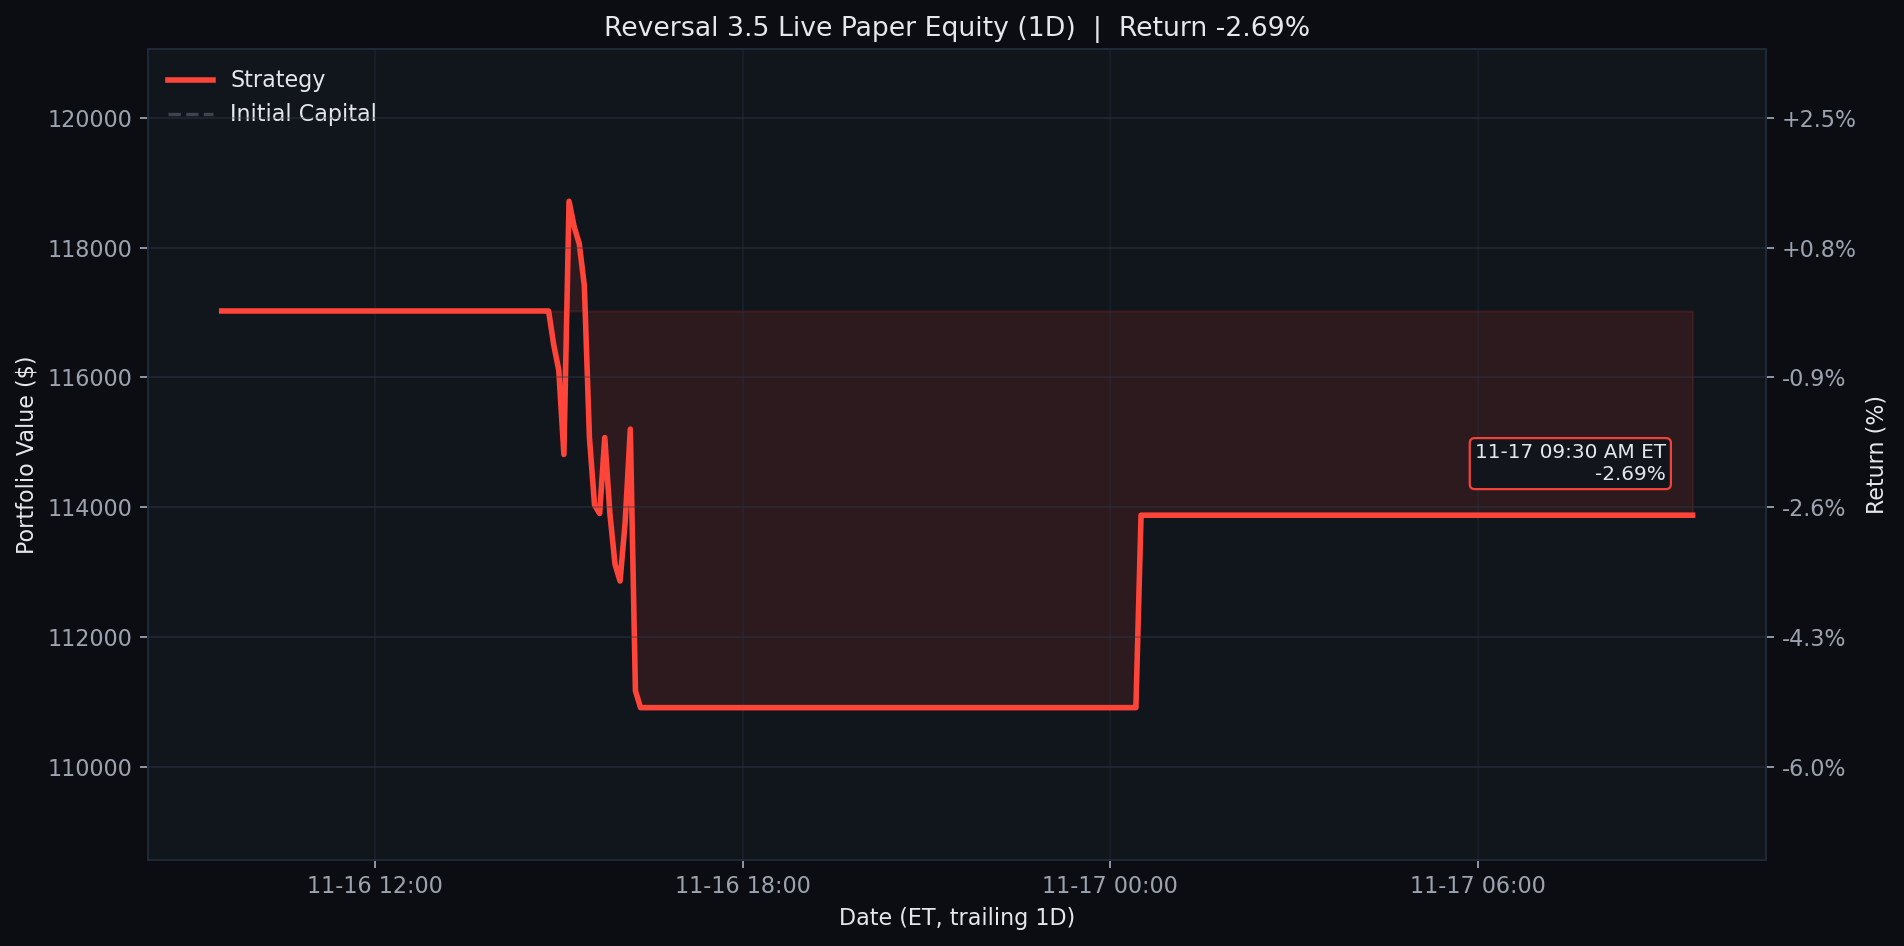 Reversal 3.5 Live Paper Equity (1D) | Return -2.69%
Strategy
Initial Capital
120000
118000
116000
114000
112000
110000
Portfolio Value ($)
+2.5%
+0.8%
-0.9%
-2.6%
-4.3%
-6.0%
Return (%)
11-17 09:30 AM ET
-2.69%
11-16 12:00
11-16 18:00
11-17 00:00
11-17 06:00
Date (ET, trailing 1D)